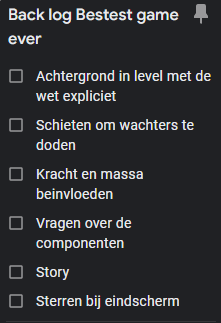 Back log Bestest game
ever
Achtergrond in level met de
wet expliciet
Schieten om wachters te
doden
Kracht en massa
beinvloeden
Vragen over de
componenten
Story
Sterren bij eindscherm